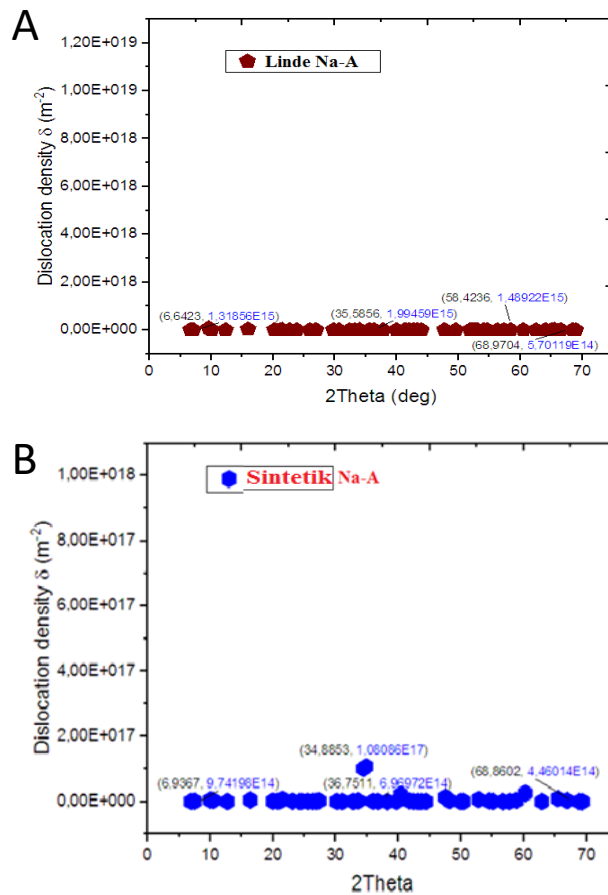 A
1,20E+019
1,00E+019
8,00E+018
6,00E+018
4,00E+018
2,00E+018
0,00E+000
Dislocation density δ (m-2)
Linde Na-A
(6,6423, 1,31856E15)
(35,5856, 1,99459E15)
(58,4236, 1,48922E15)
(68,9704, 5,70119E14)
0 10 20 30 40 50 60 70
2Theta (deg)
B
1,00E+018
8,00E+017
6,00E+017
4,00E+017
2,00E+017
0,00E+000
Dislocation density δ (m-2)
Sintetik Na-A
(34,8853, 1,08086E17)
(6,9367, 9,74198E14)
(36,7511, 6,96972E14)
(68,8602, 4,46014E14)
0 10 20 30 40 50 60 70
2Theta